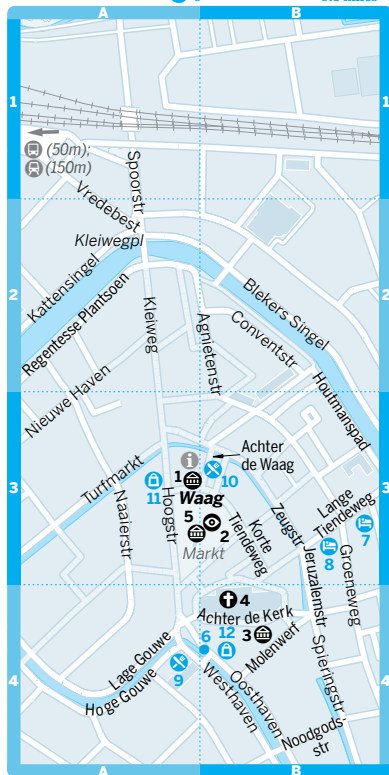 A
B
1
1
(50m);
(150m)
Spoorstr
Vredebest
Kleiwegpl
2
2
Kattensingel
Regentesse Plantsoen
Kleiweg
Agnietenstr
Blekers Singel
Conventstr
Houtmanspad
Nieuwe Haven
Achter
de Waag
3
3
1
10
Waag
11
Turfmarkt
Hoogstr
Naaierstr
5
2
Markt
Korte
Tiendeweg
Zeugstr
Lange
Tiendeweg
7
8
Jeruzalemstr
Groeneweg
4
Achter de Kerk
6
12
3
Molenwerf
Lage Gouwe
Hoge Gouwe
9
4
4
Westhaven
Oosthaven
Spieringstr
Noodgods-
str
A
B